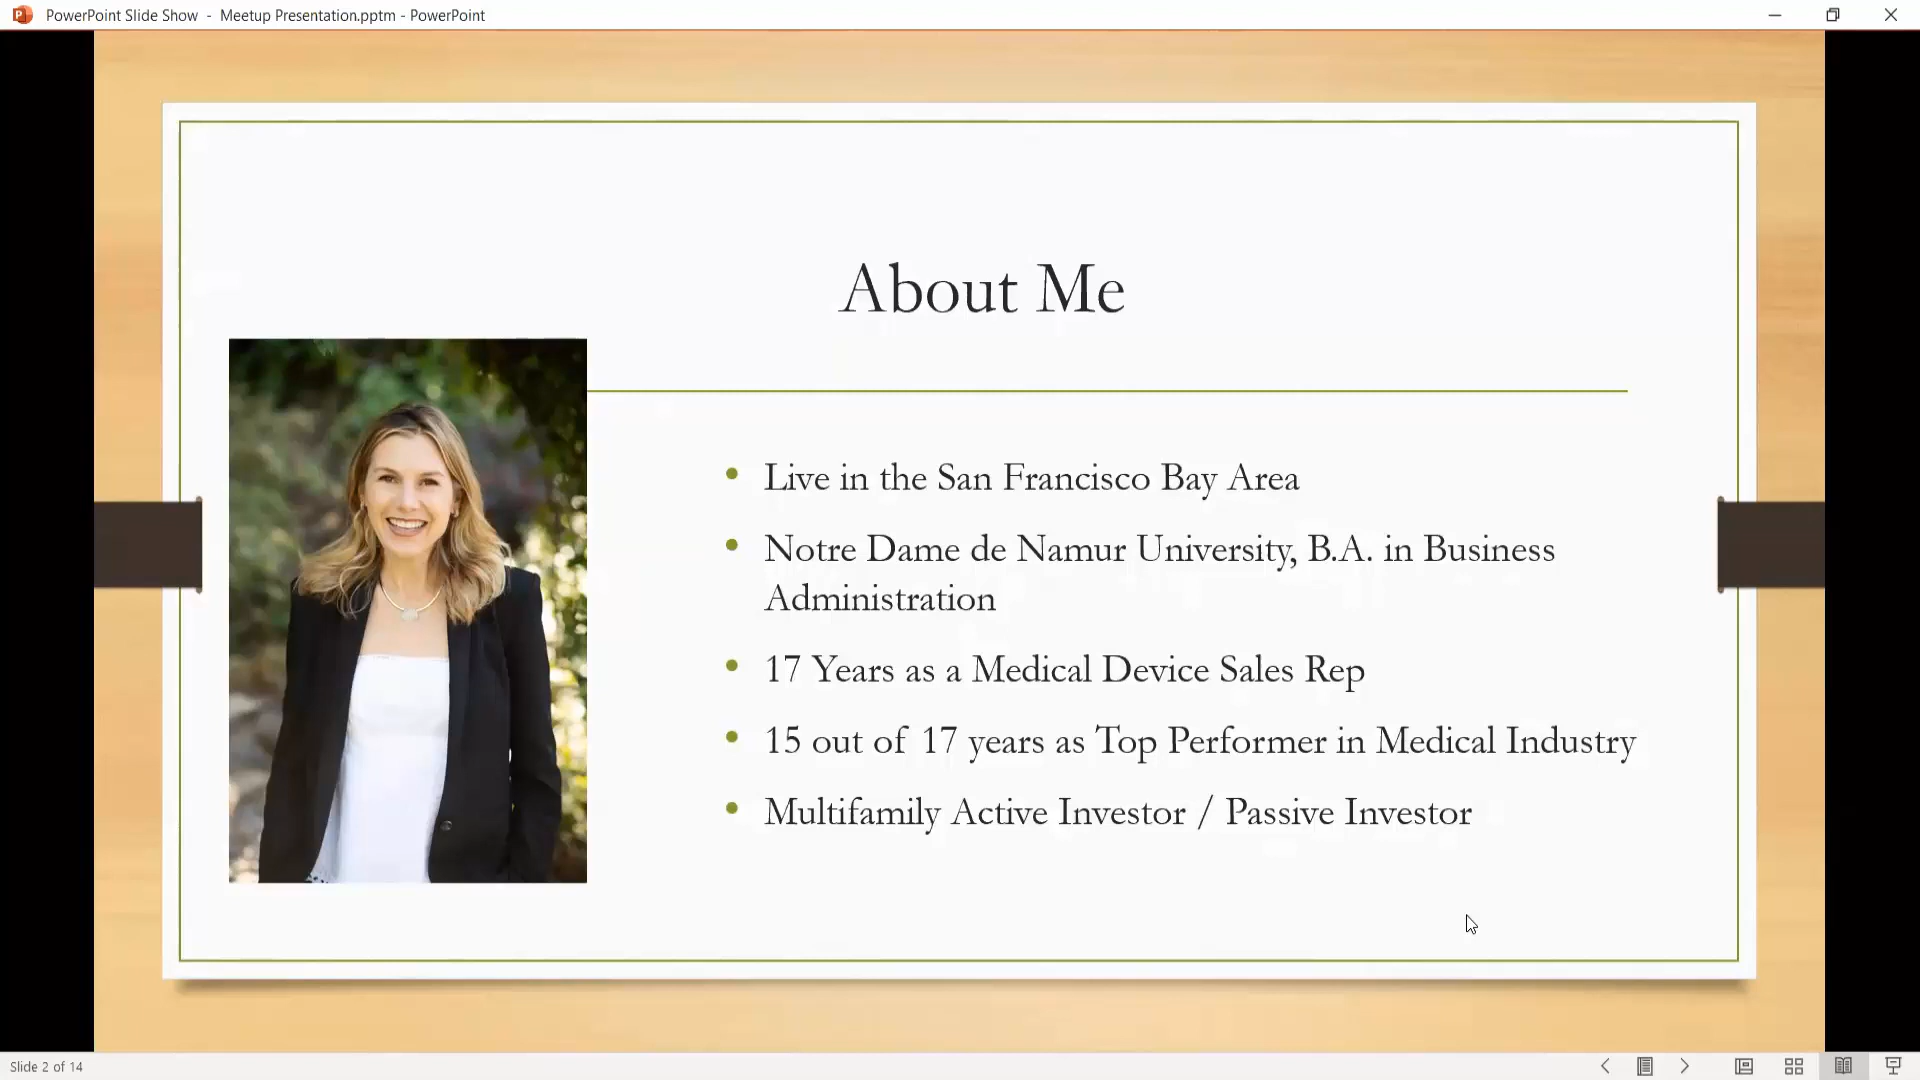 PowerPoint Slide Show - Meetup Presentation.pptm - PowerPoint
About Me
Live in the San Francisco Bay Area
Notre Dame de Namur University, B.A. in Business
Administration
17 Years as a Medical Device Sales Rep
15 out of 17 years as Top Performer in Medical Industry
Multifamily Active Investor / Passive Investor
Slide 2 of 14